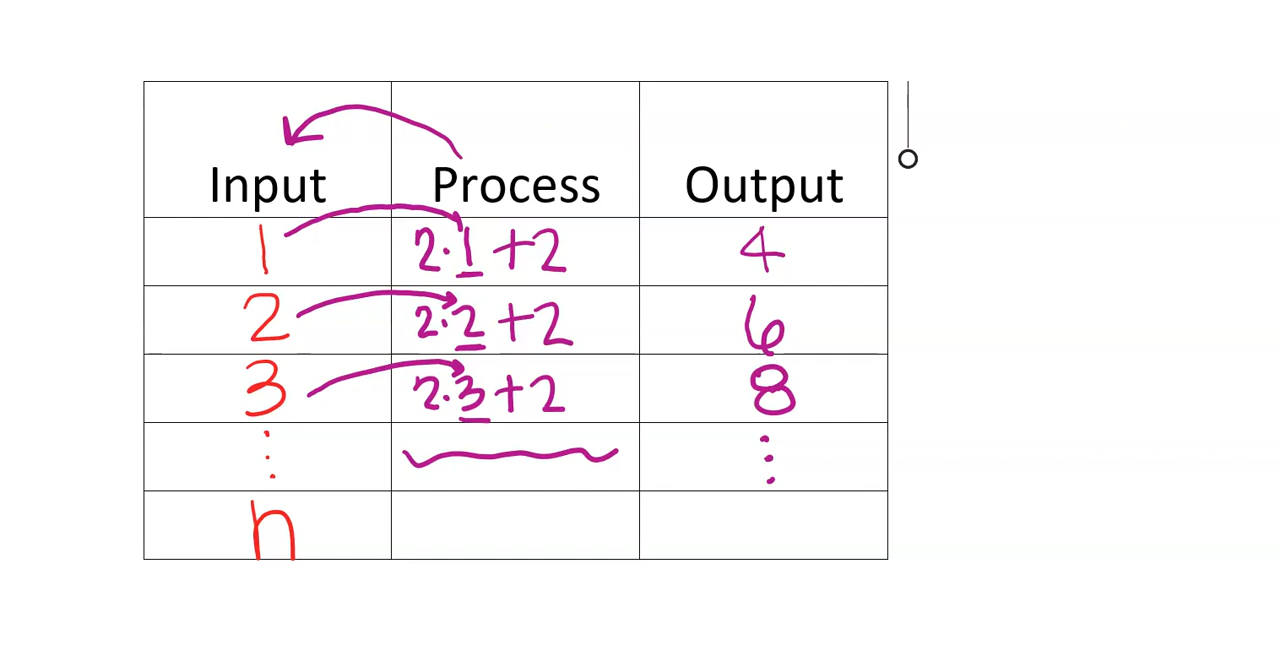 Input Process Output
1 2·1+2 4
2 2·2+2 6
3 2·3+2 8
⋮ ⋮
n